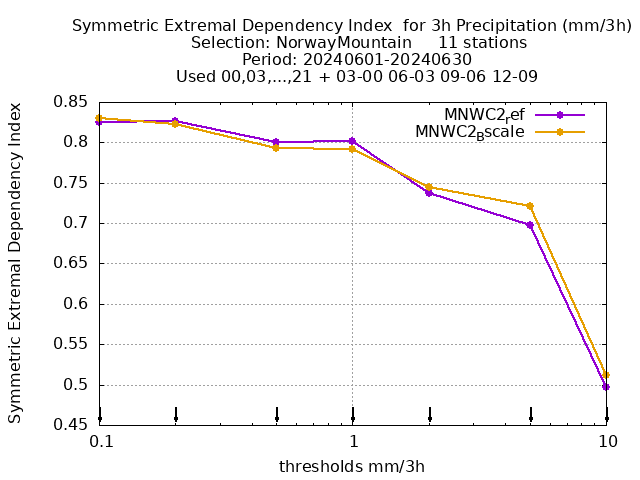 Symmetric Extremal Dependency Index  for 3h Precipitation (mm/3h)
Selection: NorwayMountain     11 stations
Period: 20240601-20240630
Used 00,03,...,21 + 03-00 06-03 09-06 12-09
Symmetric Extremal Dependency Index
0.85
0.8
0.75
0.7
0.65
0.6
0.55
0.5
0.45
MNWC2ref
MNWC2Bscale
0.1 1 10
thresholds mm/3h